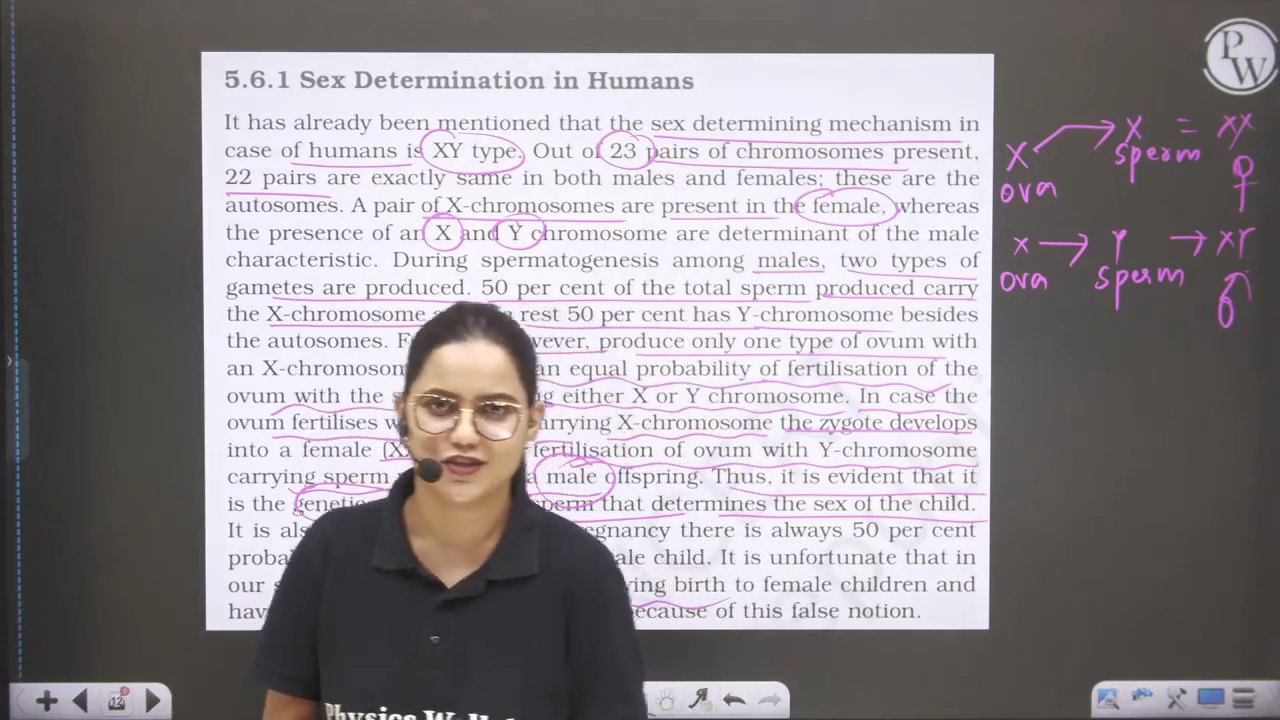 5.6.1 Sex Determination in Humans
It has already been mentioned that the sex determining mechanism in
case of humans is XY type. Out of 23 pairs of chromosomes present,
22 pairs are exactly same in both males and females; these are the
autosomes. A pair of X-chromosomes are present in the female, whereas
the presence of an X and Y chromosome are determinant of the male
characteristic. During spermatogenesis among males, two types of
gametes are produced. 50 per cent of the total sperm produced carry
the X-chromosome rest 50 per cent has Y-chromosome besides
the autosomes. produce only one type of ovum with
an an equal probability of fertilisation of the
ovum with the either X or Y chromosome. In case the
ovum fertilises X-chromosome the zygote develops
into a female fertilisation of ovum with Y-chromosome
carrying sperm a male offspring. Thus, it is evident that it
is the sperm that determines the sex of the child.
It is there is always 50 per cent
child. It is unfortunate that in
our birth to female children and
of this false notion.
PW
X → X = XX
ova sperm ♀
X → Y → XY
ova sperm
12
Physics